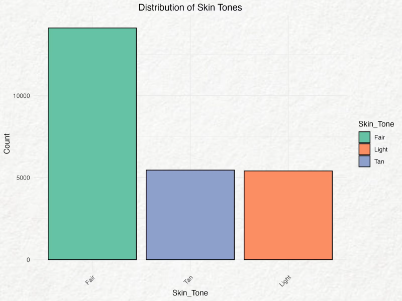 Distribution of Skin Tones
Count
10000
5000
0
Fair
Tan
Light
Skin_Tone
Skin_Tone
Fair
Light
Tan